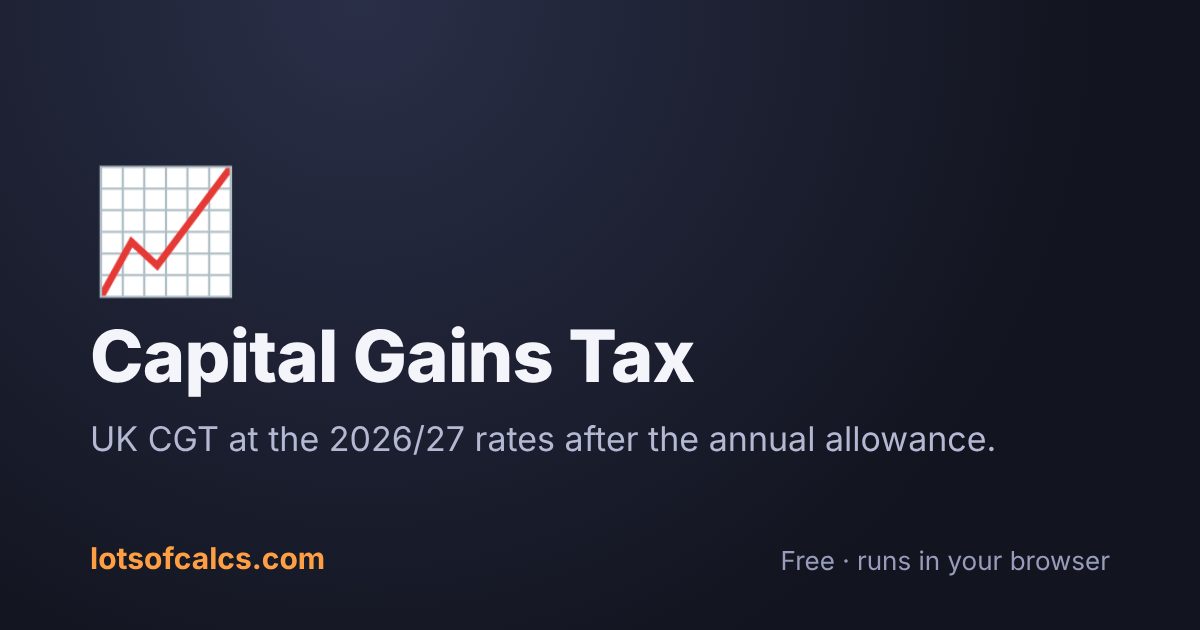 Capital Gains Tax
UK CGT at the 2026/27 rates after the annual allowance.
lotsofcalcs.com
Free · runs in your browser